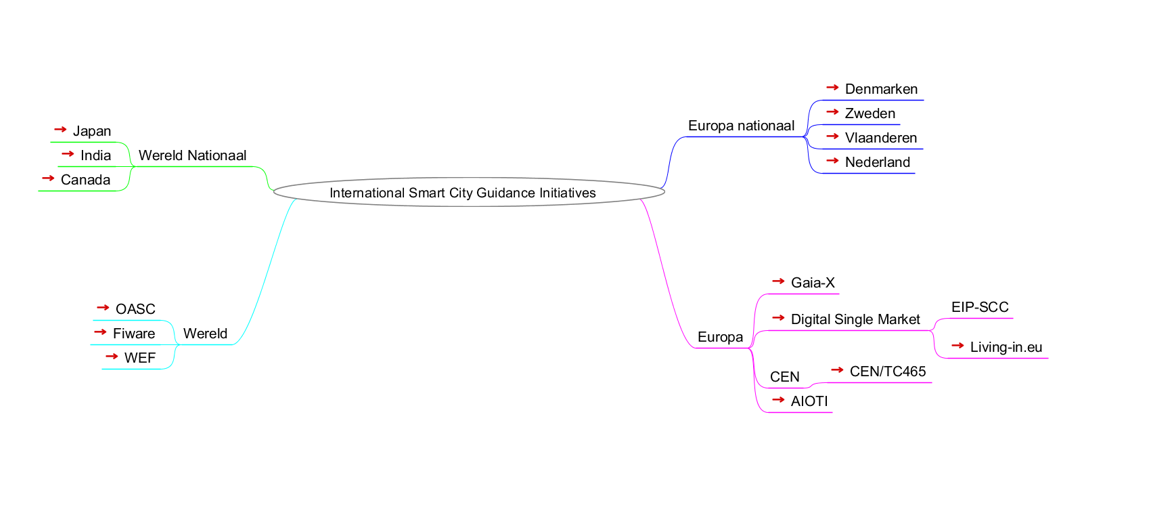 International Smart City Guidance Initiatives
Europa nationaal
Denmarken
Zweden
Vlaanderen
Nederland
Europa
Gaia-X
Digital Single Market
EIP-SCC
Living-in.eu
CEN
CEN/TC465
AIOTI
Wereld Nationaal
Japan
India
Canada
Wereld
OASC
Fiware
WEF